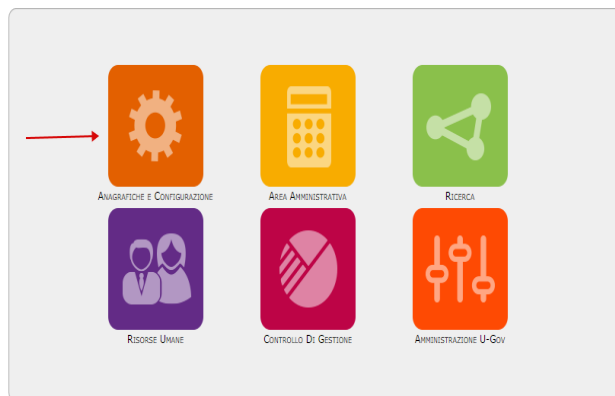 Anagrafiche e Configurazione
Area Amministrativa
Ricerca
Risorse Umane
Controllo Di Gestione
Amministrazione U-Gov